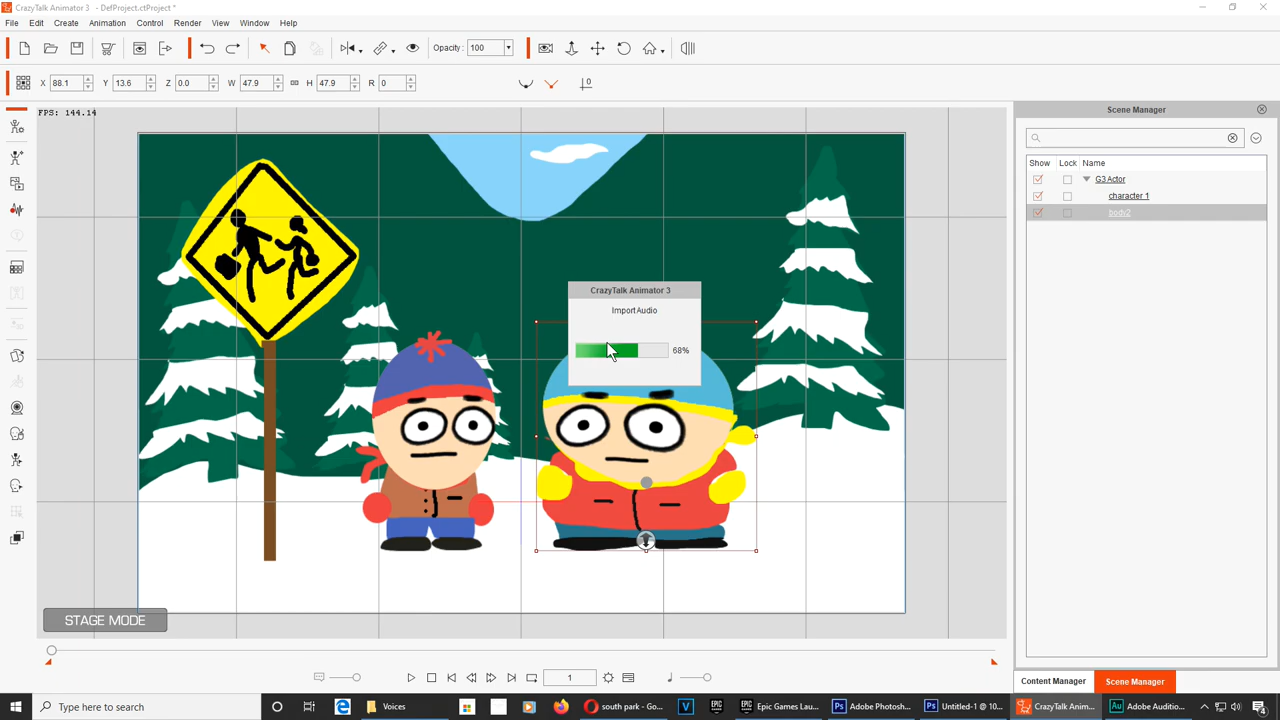 CrazyTalk Animator 3 - DefProject.ctProject *
File Edit Create Animation Control Render View Window Help
Opacity : 100
X 88.1 Y 13.6 Z 0.0 W 47.9 H 47.9 R 0
FPS: 144.14
Scene Manager
Show Lock Name
G3 Actor
character 1
body2
CrazyTalk Animator 3
Import Audio
68%
STAGE MODE
1
Content Manager Scene Manager
Type here to search
Voices
south park - Go...
Epic Games Lau...
Adobe Photosh...
Untitled-1 @ 10...
CrazyTalk Anim...
Adobe Auditio...